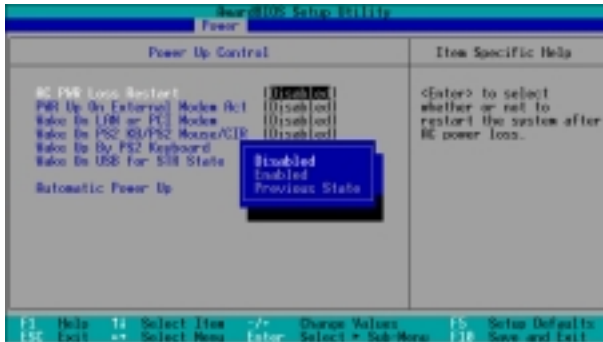 AwardBIOS Setup Utility
Power
Power Up Control
Item Specific Help
AC PWR Loss Restart [Disabled]
PWR Up On External Modem Act [Disabled]
Wake On LAN or PCI Modem [Disabled]
Wake On PS2 KB/PS2 Mouse/CIR [Disabled]
Wake Up By PS2 Keyboard
Wake On USB for STR State
Automatic Power Up
Disabled
Enabled
Previous State
<Enter> to select
whether or not to
restart the system after
AC power loss.
F1 Help ↑↓ Select Item -/+ Change Values F5 Setup Defaults
ESC Exit ←→ Select Menu Enter Select ► Sub-Menu F10 Save and Exit